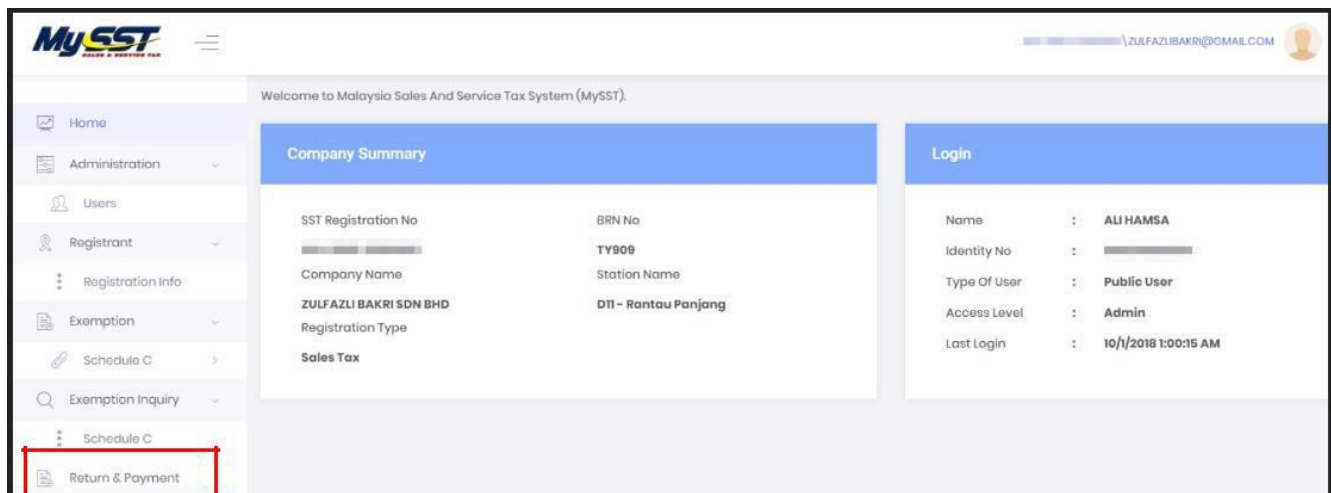 MySST
SALES & SERVICE TAX
\ZULFAZLIBAKRI@GMAIL.COM
Welcome to Malaysia Sales And Service Tax System (MySST).
Home
Administration
Users
Registrant
Registration Info
Exemption
Schedule C
Exemption Inquiry
Schedule C
Return & Payment
Company Summary
SST Registration No
BRN No
TY909
Company Name
Station Name
ZULFAZLI BAKRI SDN BHD
D11 - Rantau Panjang
Registration Type
Sales Tax
Login
Name : ALI HAMSA
Identity No :
Type Of User : Public User
Access Level : Admin
Last Login : 10/1/2018 1:00:15 AM